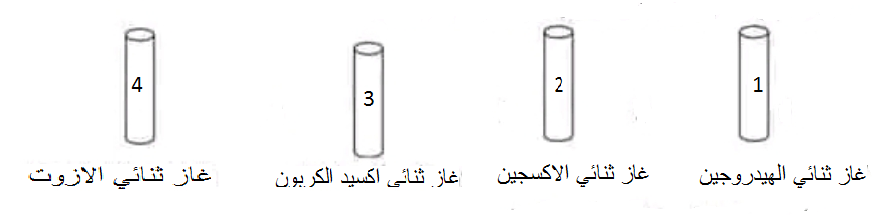 1
2
3
4
غاز ثنائي الهيدروجين
غاز ثنائي الاكسجين
غاز ثنائي اكسيد الكربون
غاز ثنائي الازوت